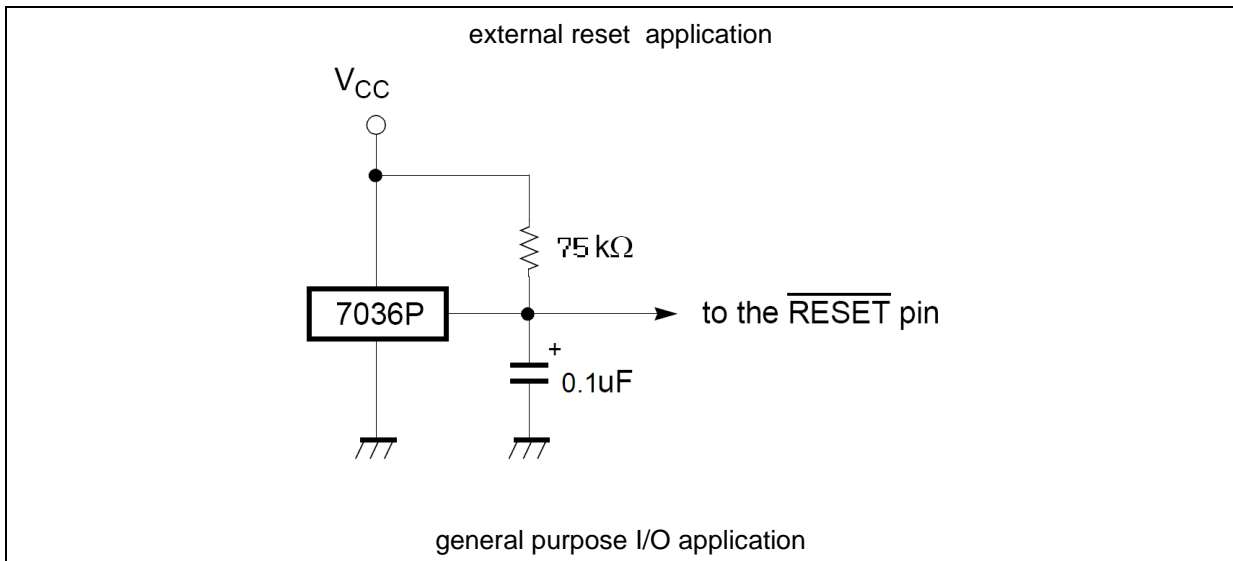 external reset application
VCC
75 kΩ
7036P
to the RESET pin
+
0.1uF
general purpose I/O application